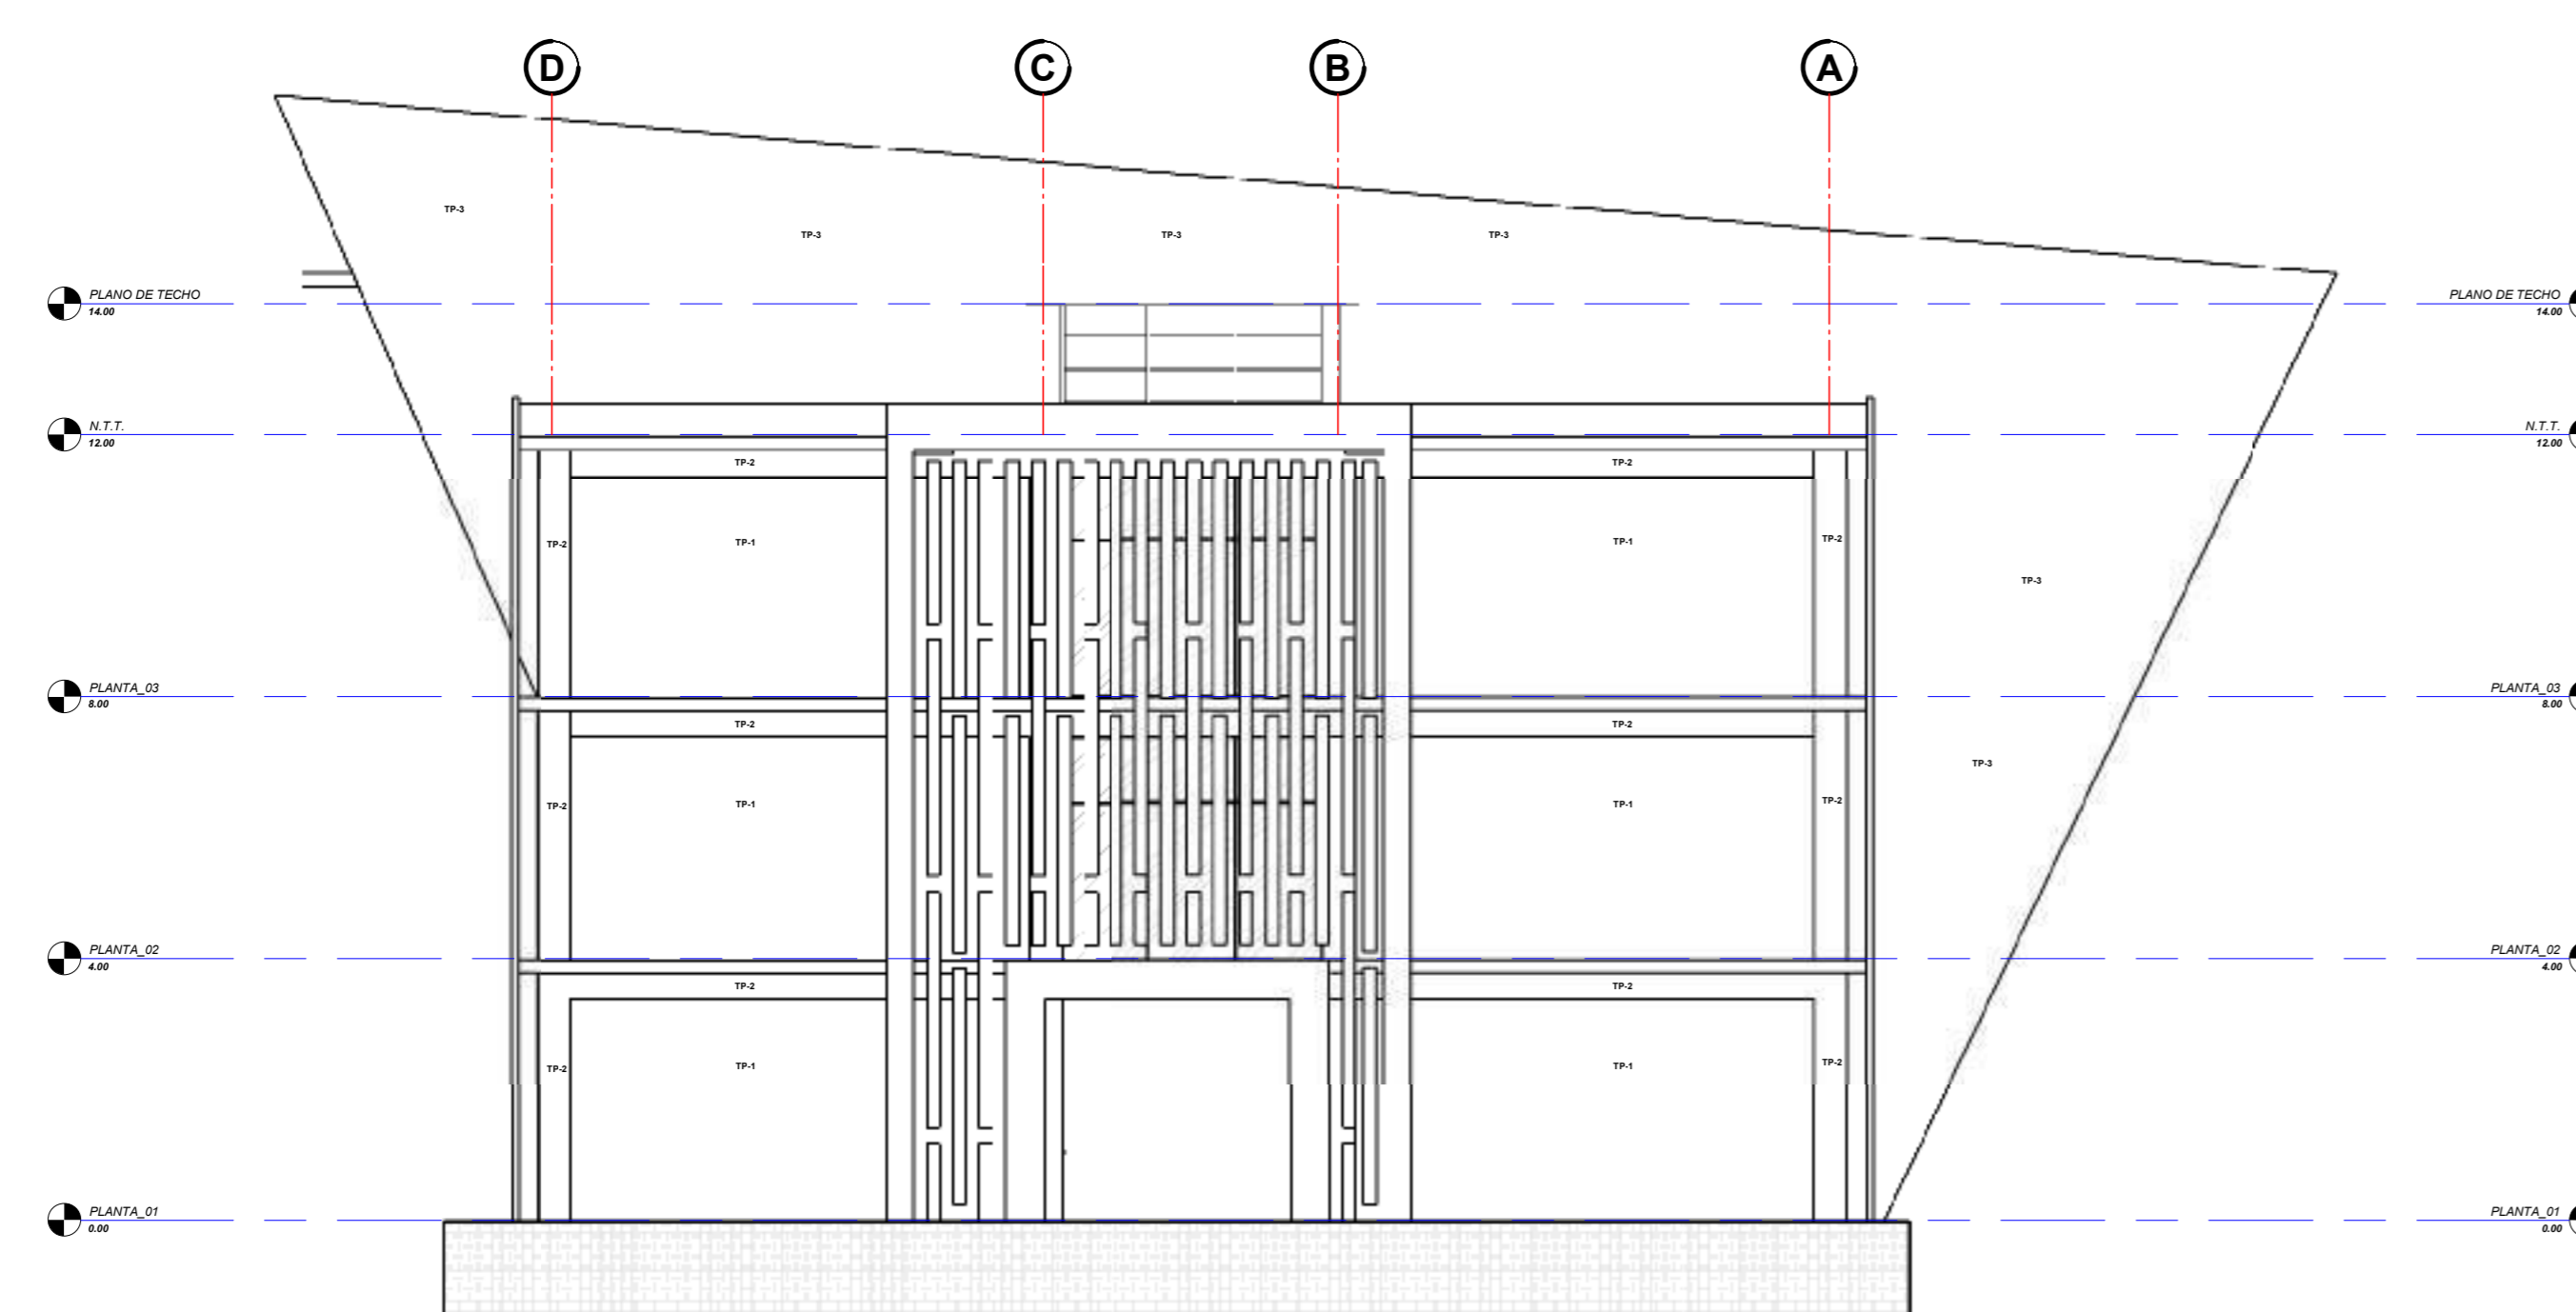 D C B A
TP-3
TP-3 TP-3 TP-3
PLANO DE TECHO PLANO DE TECHO
14.00 14.00
N.T.T. N.T.T.
12.00 12.00
TP-2 TP-2
TP-2 TP-1 TP-1 TP-2
TP-3
PLANTA_03 PLANTA_03
8.00 8.00
TP-2 TP-2
TP-3
TP-2 TP-1 TP-1 TP-2
PLANTA_02 PLANTA_02
4.00 4.00
TP-2 TP-2
TP-2 TP-1 TP-1 TP-2
PLANTA_01 PLANTA_01
0.00 0.00